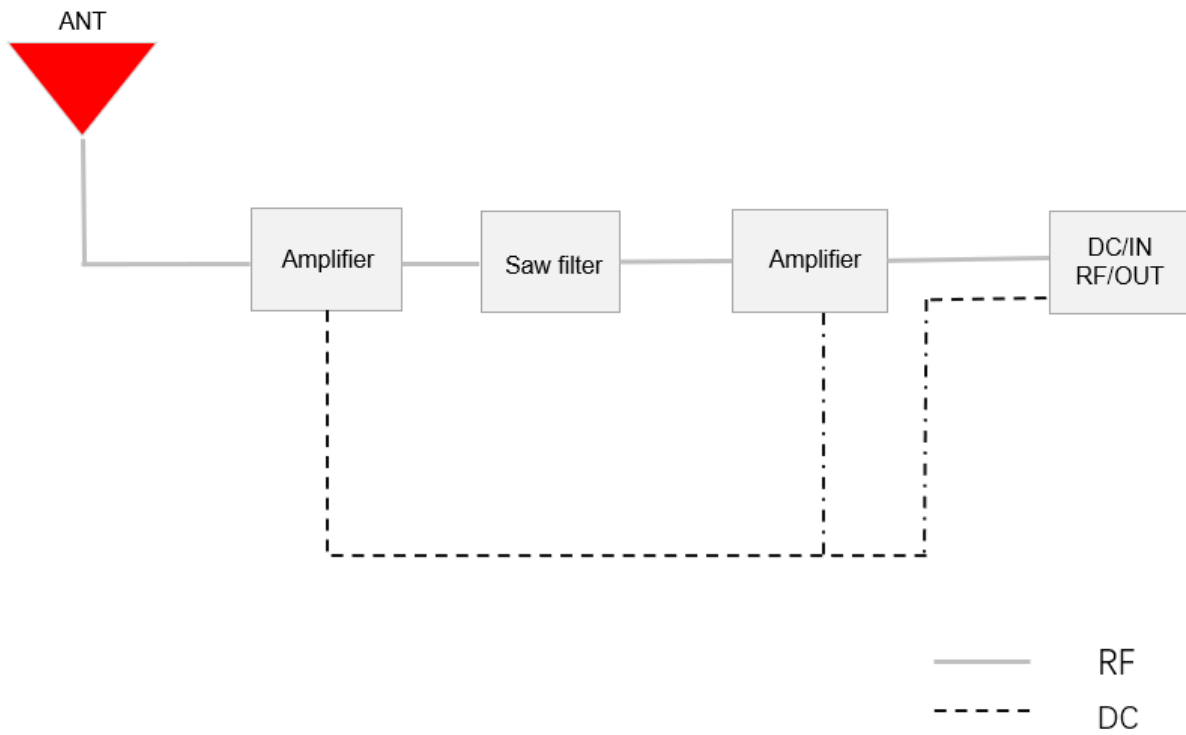 ANT
Amplifier
Saw filter
Amplifier
DC/IN
RF/OUT
RF
DC